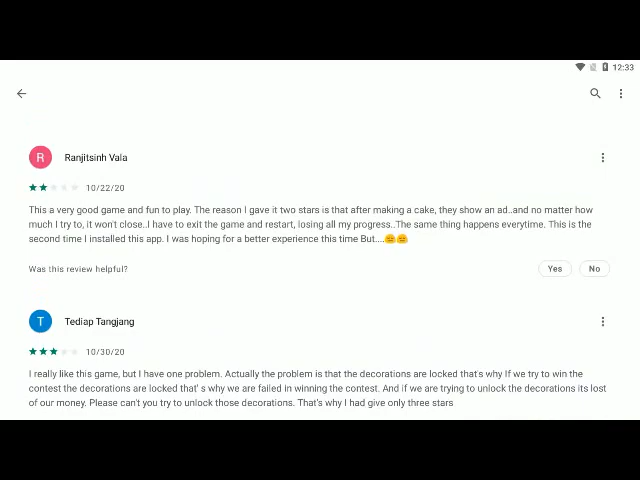 12:33
R Ranjitsinh Vala
10/22/20
This a very good game and fun to play. The reason I gave it two stars is that after making a cake, they show an ad..and no matter how
much I try to, it won't close..I have to exit the game and restart, losing all my progress..The same thing happens everytime. This is the
second time I installed this app. I was hoping for a better experience this time But....😑😑
Was this review helpful? Yes No
T Tediap Tangjang
10/30/20
I really like this game, but I have one problem. Actually the problem is that the decorations are locked that's why If we try to win the
contest the decorations are locked that' s why we are failed in winning the contest. And if we are trying to unlock the decorations its lost
of our money. Please can't you try to unlock those decorations. That's why I had give only three stars